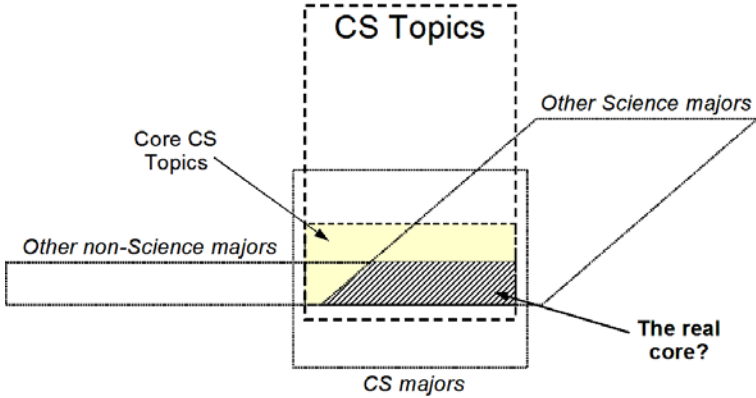 CS Topics
Other Science majors
Core CS
Topics
Other non-Science majors
The real
core?
CS majors